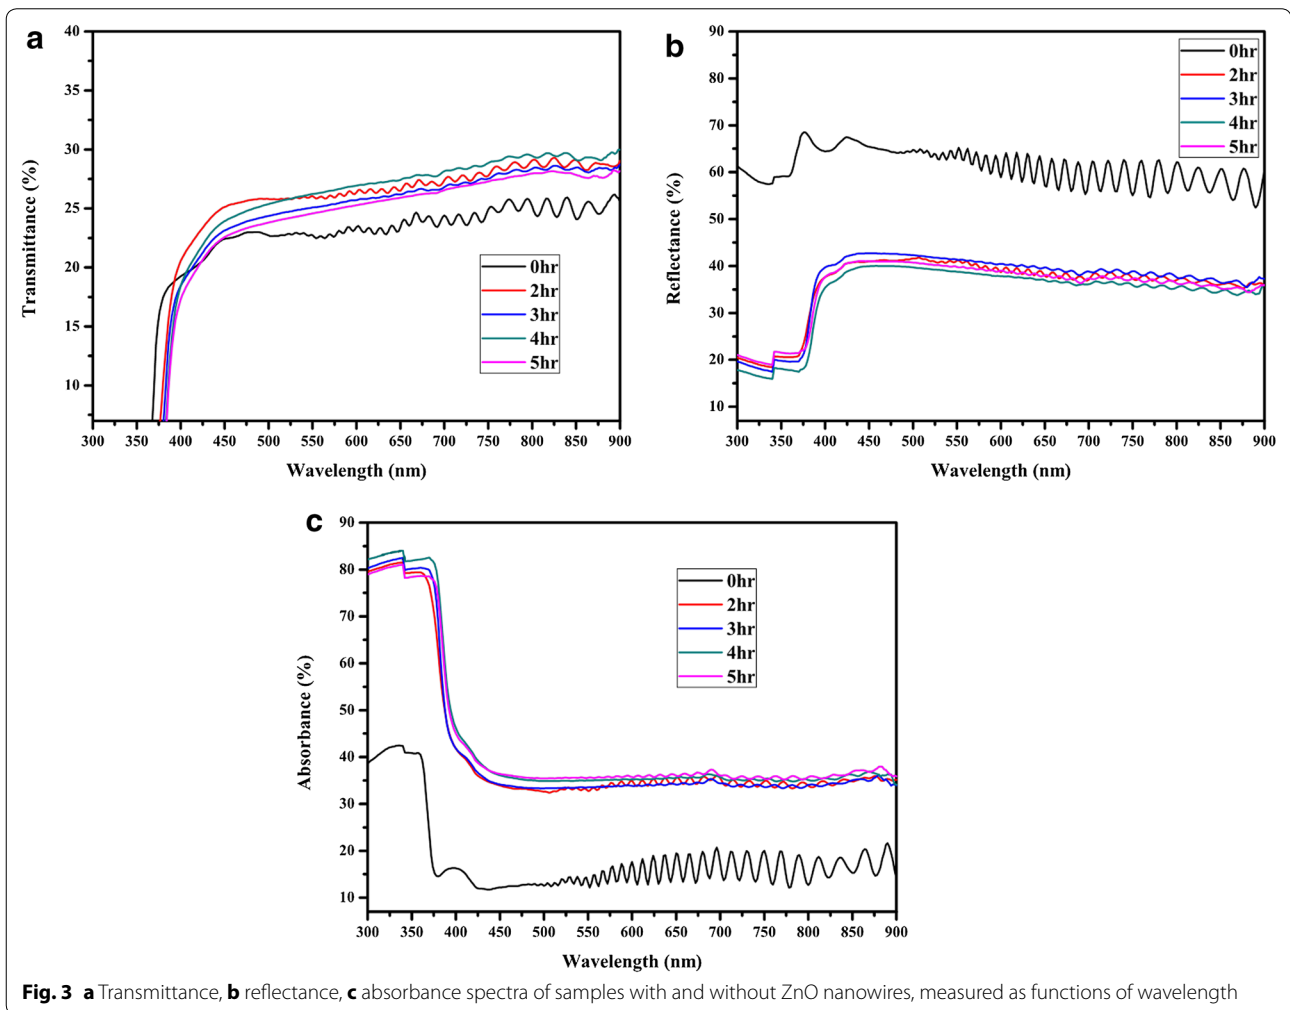 a
40
35
30
25
20
15
10
Transmittance (%)
0hr
2hr
3hr
4hr
5hr
300 350 400 450 500 550 600 650 700 750 800 850 900
Wavelength (nm)
b
90
80
70
60
50
40
30
20
10
Reflectance (%)
0hr
2hr
3hr
4hr
5hr
300 350 400 450 500 550 600 650 700 750 800 850 900
Wavelength (nm)
c
90
80
70
60
50
40
30
20
10
Absorbance (%)
0hr
2hr
3hr
4hr
5hr
300 350 400 450 500 550 600 650 700 750 800 850 900
Wavelength (nm)
Fig. 3 a Transmittance, b reflectance, c absorbance spectra of samples with and without ZnO nanowires, measured as functions of wavelength